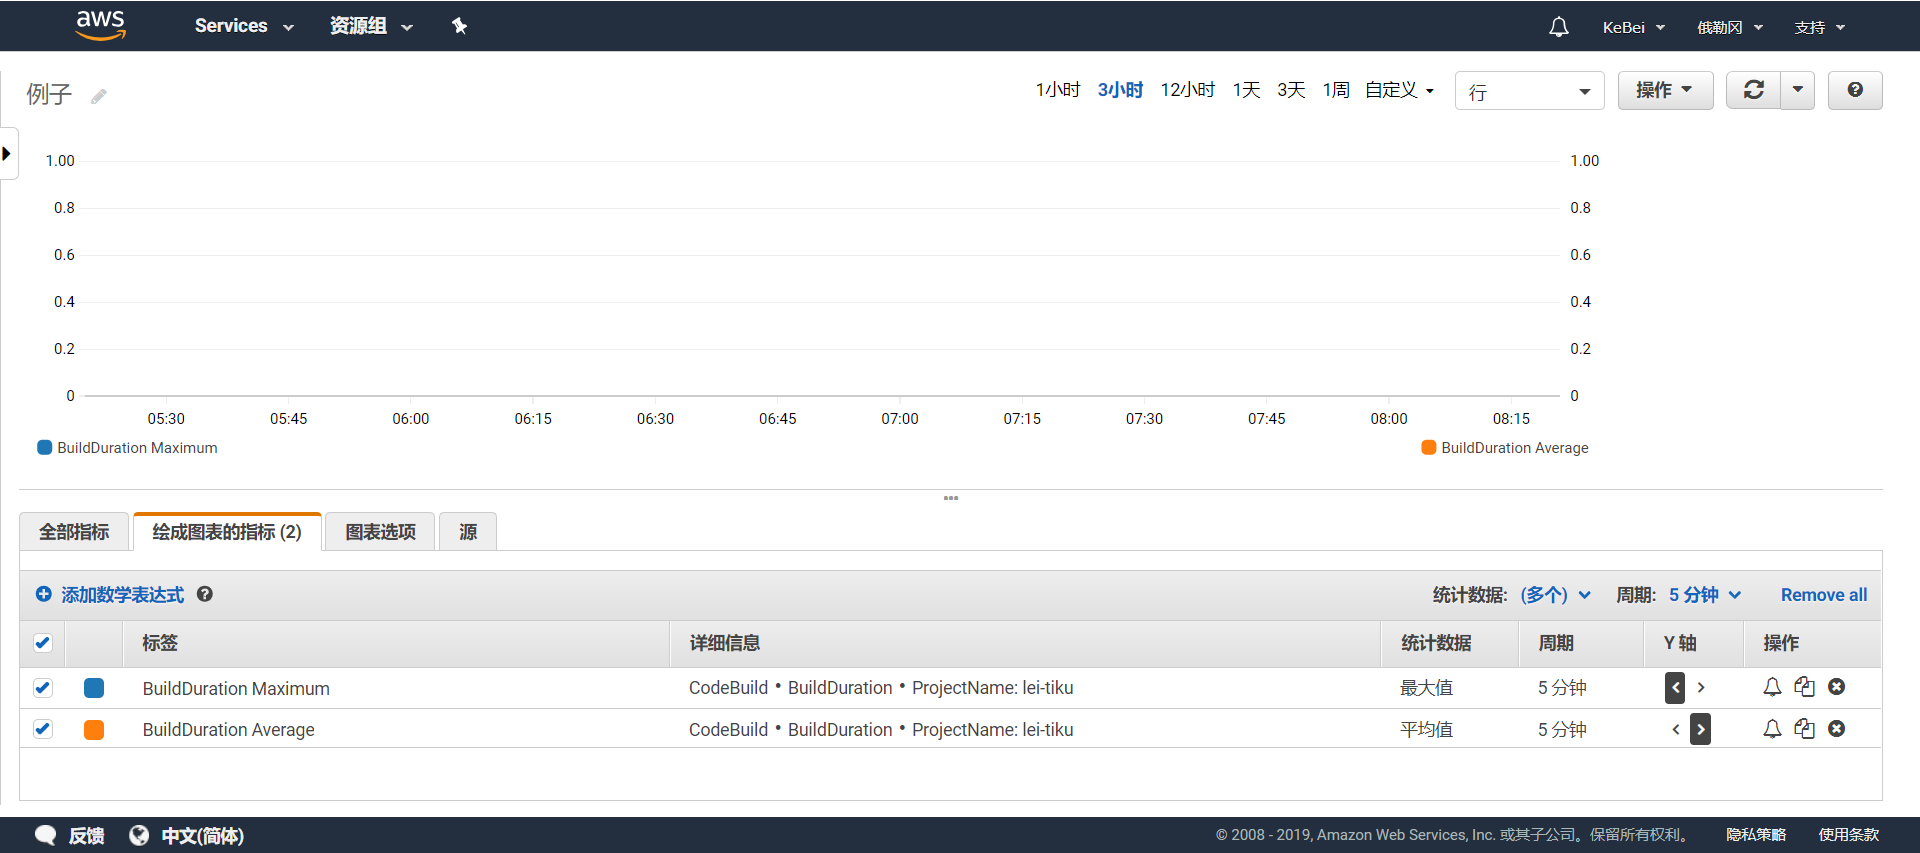 aws Services 资源组 KeBei 俄勒冈 支持
例子 1小时 3小时 12小时 1天 3天 1周 自定义 行 操作
1.00 1.00
0.8 0.8
0.6 0.6
0.4 0.4
0.2 0.2
0 0
05:30 05:45 06:00 06:15 06:30 06:45 07:00 07:15 07:30 07:45 08:00 08:15
BuildDuration Maximum BuildDuration Average
全部指标 绘成图表的指标 (2) 图表选项 源
添加数学表达式 统计数据: (多个) 周期: 5 分钟 Remove all
标签 详细信息 统计数据 周期 Y 轴 操作
BuildDuration Maximum CodeBuild • BuildDuration • ProjectName: lei-tiku 最大值 5 分钟
BuildDuration Average CodeBuild • BuildDuration • ProjectName: lei-tiku 平均值 5 分钟
反馈 中文(简体) © 2008 - 2019, Amazon Web Services, Inc. 或其子公司。保留所有权利。 隐私策略 使用条款